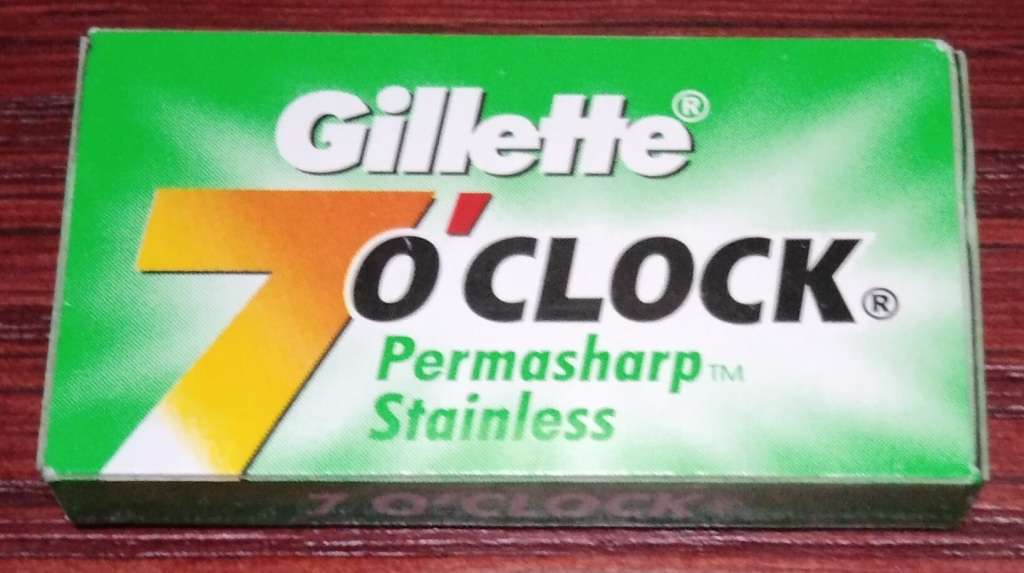 Gillette®
7 O'CLOCK®
Permasharp™
Stainless
7 O'CLOCK